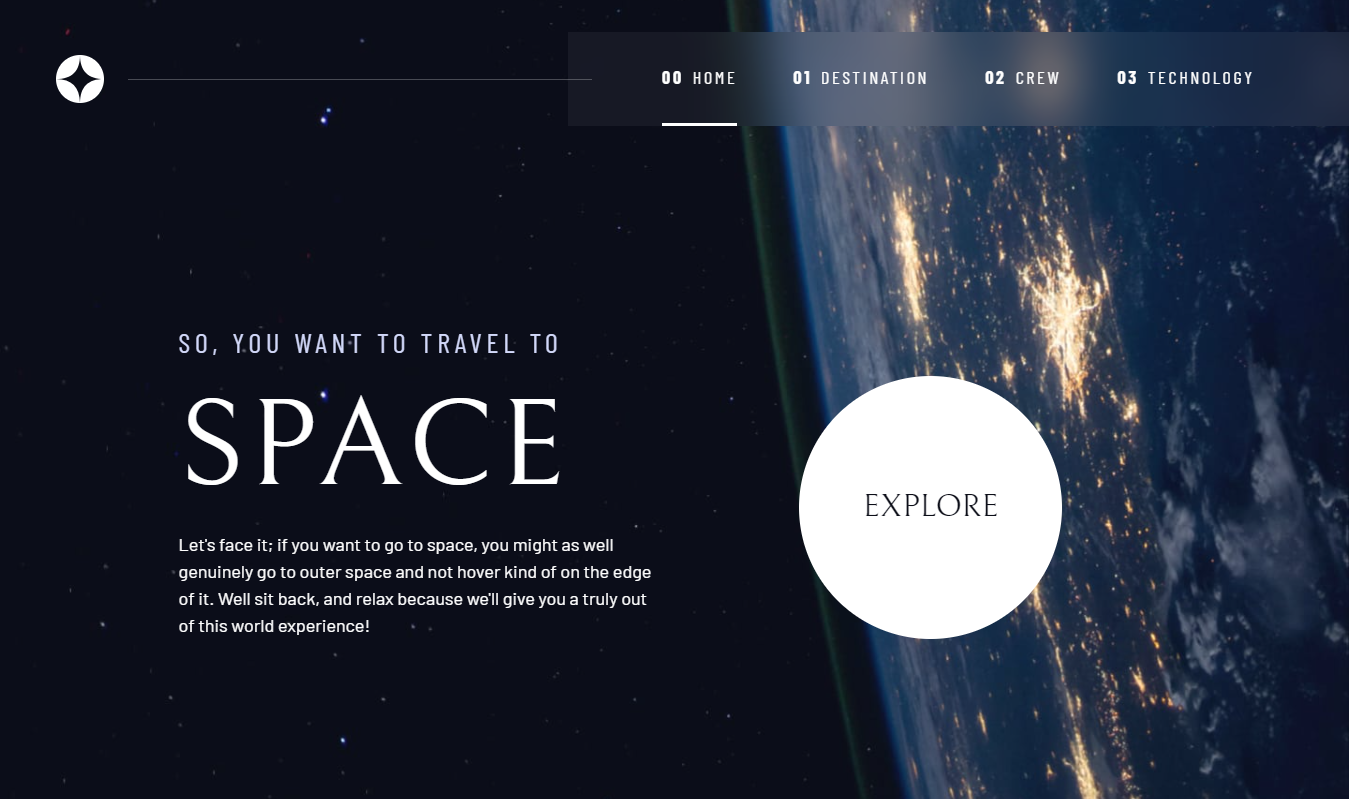 00 HOME 01 DESTINATION 02 CREW 03 TECHNOLOGY
SO, YOU WANT TO TRAVEL TO
SPACE
Let's face it; if you want to go to space, you might as well
genuinely go to outer space and not hover kind of on the edge
of it. Well sit back, and relax because we'll give you a truly out
of this world experience!
EXPLORE